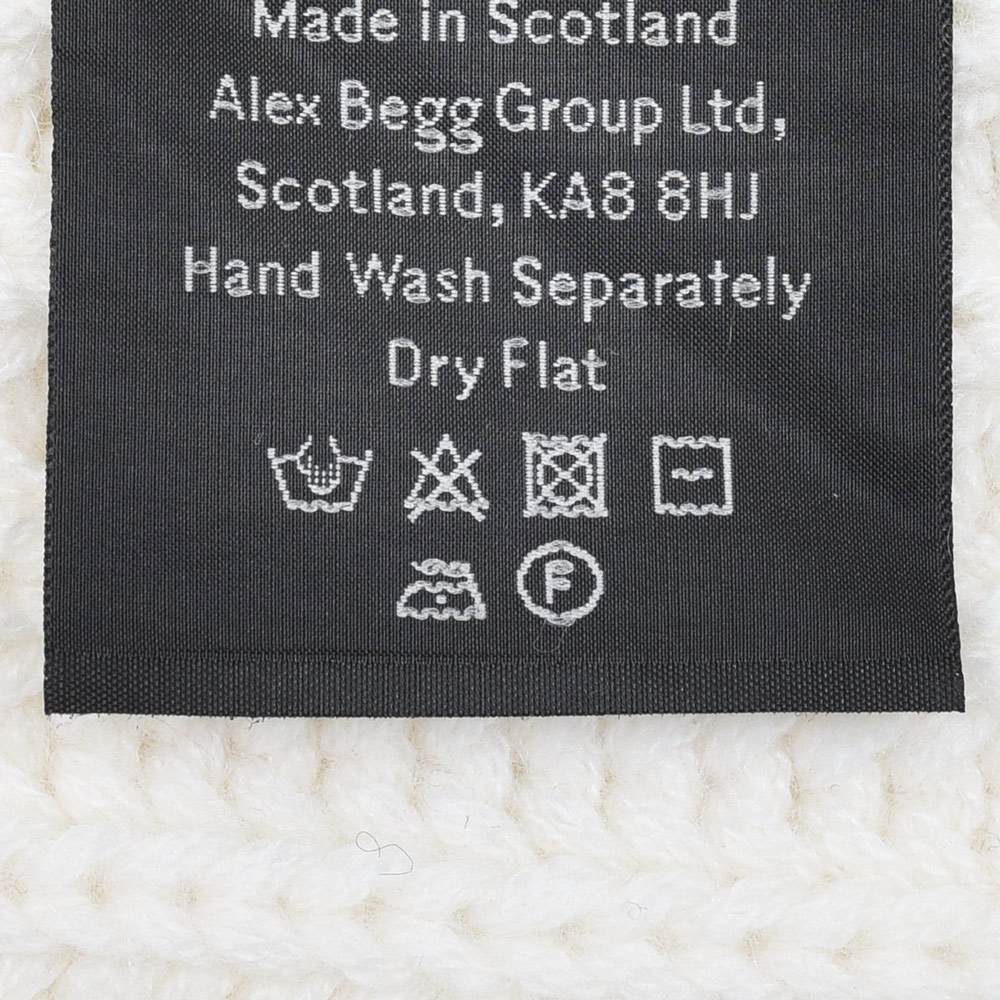 Made in Scotland
Alex Begg Group Ltd,
Scotland, KA8 8HJ
Hand Wash Separately
Dry Flat
F